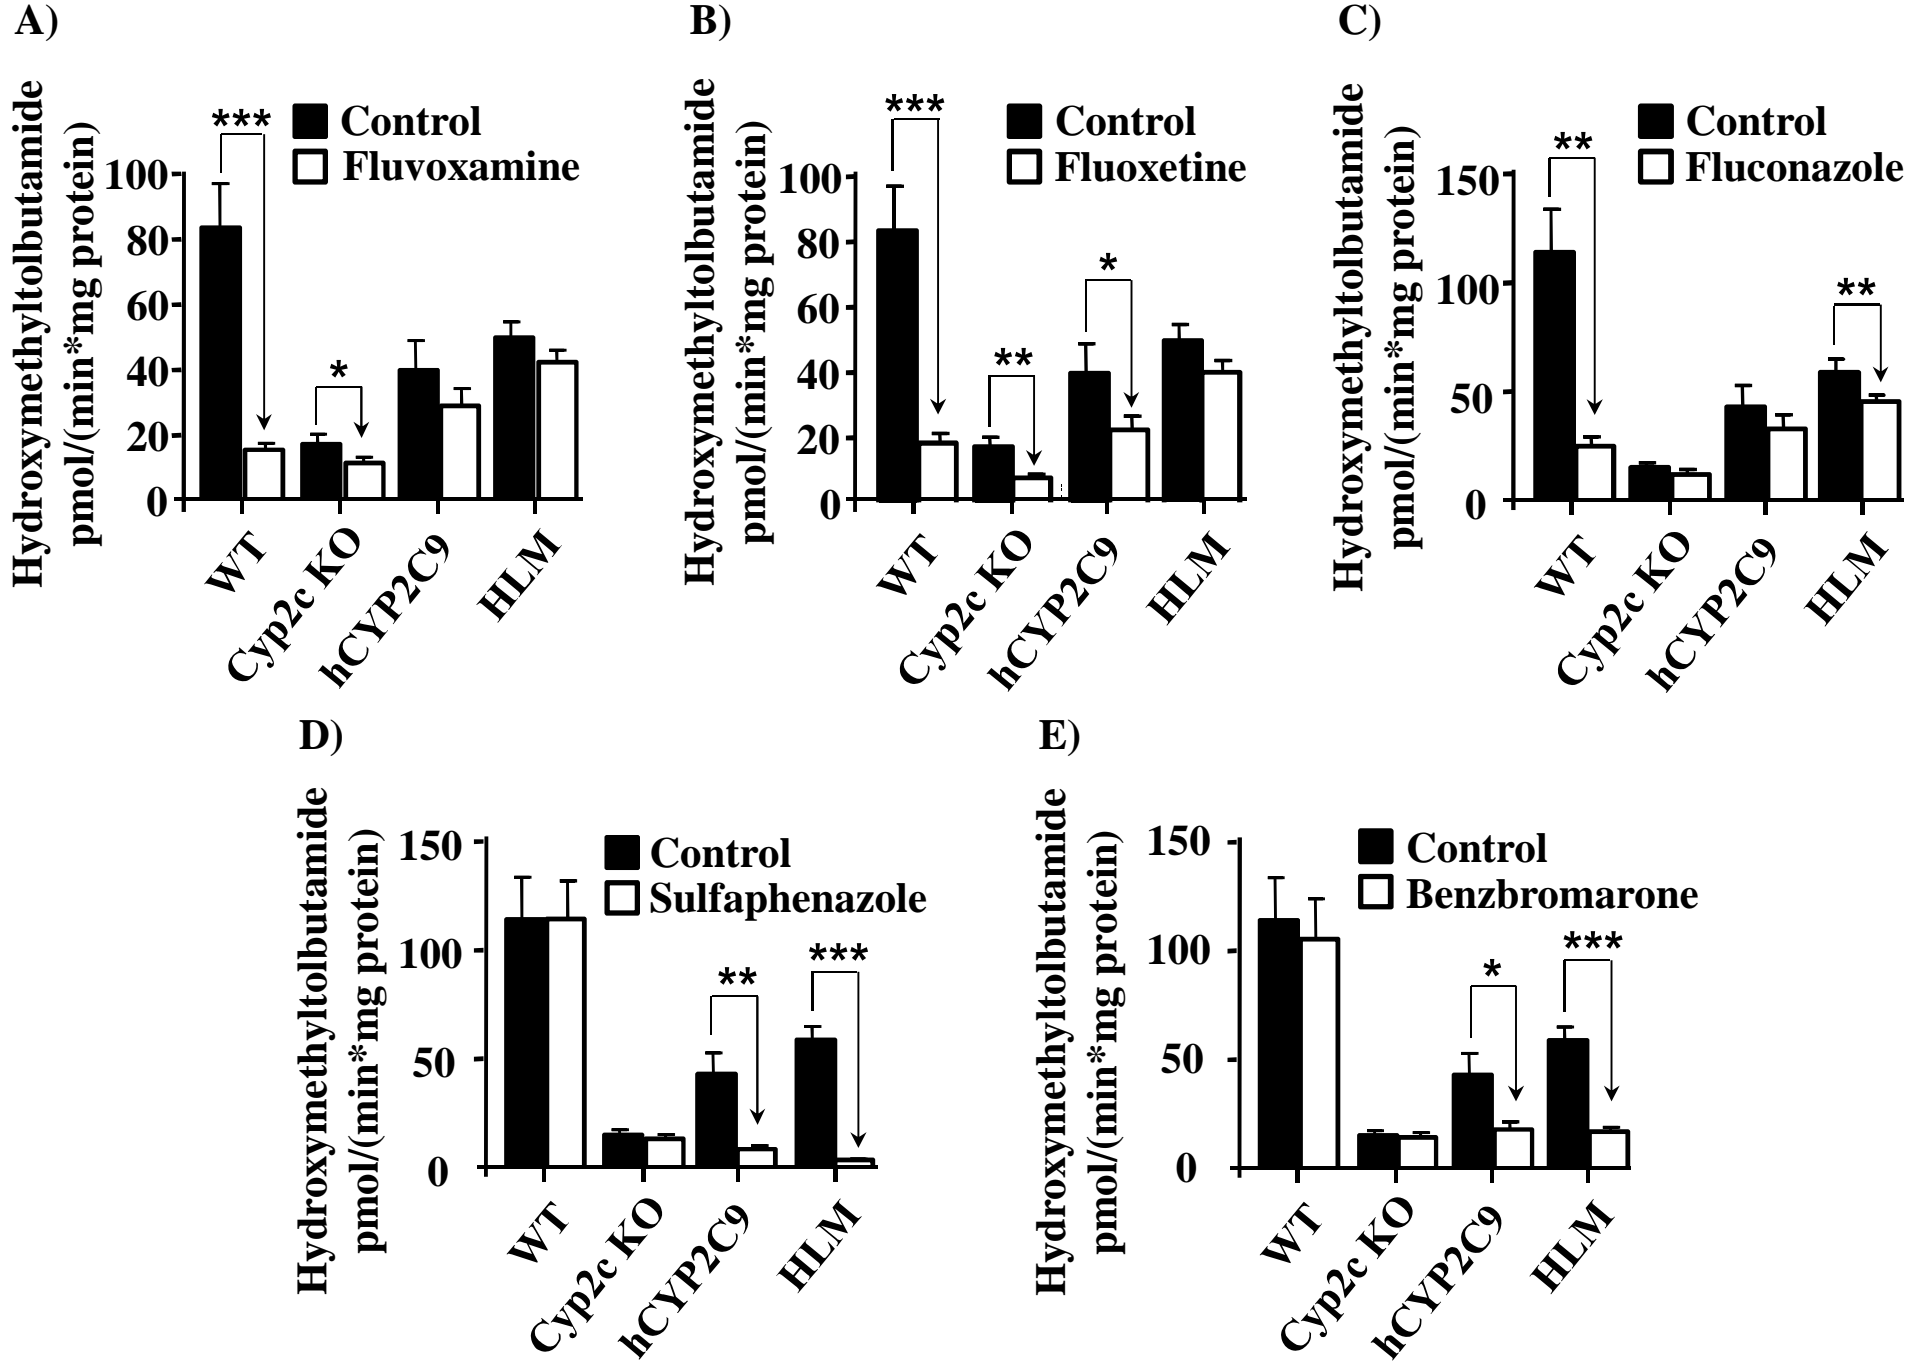 A)
Hydroxymethyltolbutamide
pmol/(min*mg protein)
***
*
Control
Fluvoxamine
100
80
60
40
20
0
WT
Cyp2c KO
hCYP2C9
HLM
B)
Hydroxymethyltolbutamide
pmol/(min*mg protein)
***
**
*
Control
Fluoxetine
100
80
60
40
20
0
WT
Cyp2c KO
hCYP2C9
HLM
C)
Hydroxymethyltolbutamide
pmol/(min*mg protein)
**
**
Control
Fluconazole
150
100
50
0
WT
Cyp2c KO
hCYP2C9
HLM
D)
Hydroxymethyltolbutamide
pmol/(min*mg protein)
**
***
Control
Sulfaphenazole
150
100
50
0
WT
Cyp2c KO
hCYP2C9
HLM
E)
Hydroxymethyltolbutamide
pmol/(min*mg protein)
*
***
Control
Benzbromarone
150
100
50
0
WT
Cyp2c KO
hCYP2C9
HLM